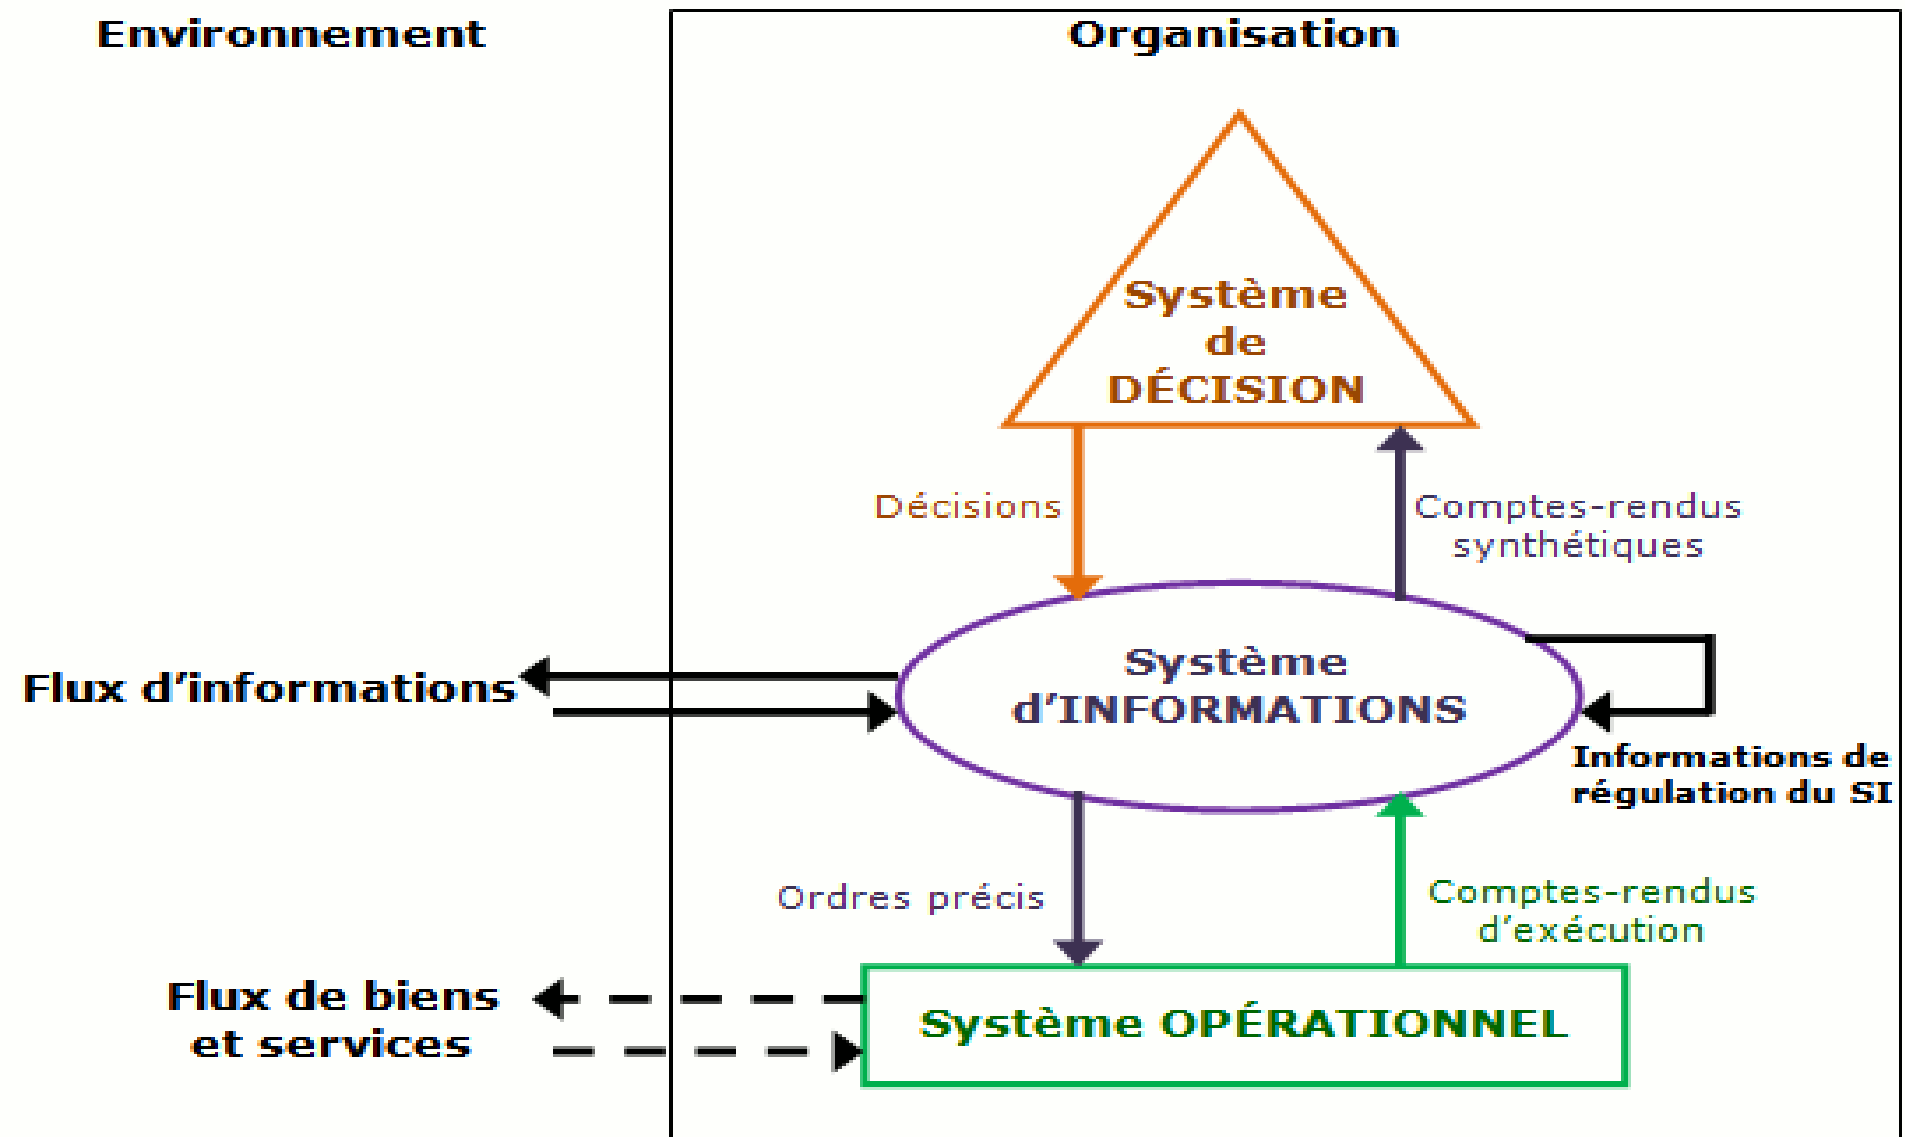 Environnement
Organisation
Système
de
DÉCISION
Décisions
Comptes-rendus
synthétiques
Flux d'informations
Système
d'INFORMATIONS
Informations de
régulation du SI
Ordres précis
Comptes-rendus
d'exécution
Flux de biens
et services
Système OPÉRATIONNEL